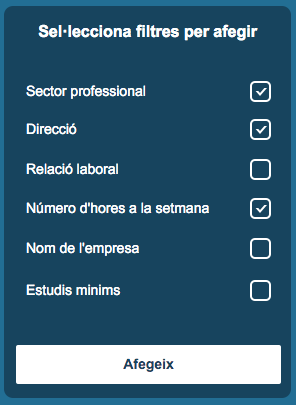 Sel·lecciona filtres per afegir
Sector professional
Direcció
Relació laboral
Número d'hores a la setmana
Nom de l'empresa
Estudis minims
Afegeix